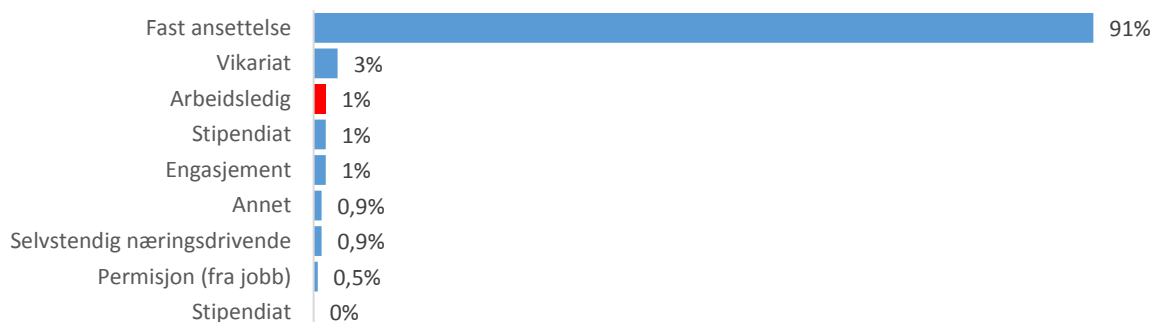 Fast ansettelse 91%
Vikariat 3%
Arbeidsledig 1%
Stipendiat 1%
Engasjement 1%
Annet 0,9%
Selvstendig næringsdrivende 0,9%
Permisjon (fra jobb) 0,5%
Stipendiat 0%